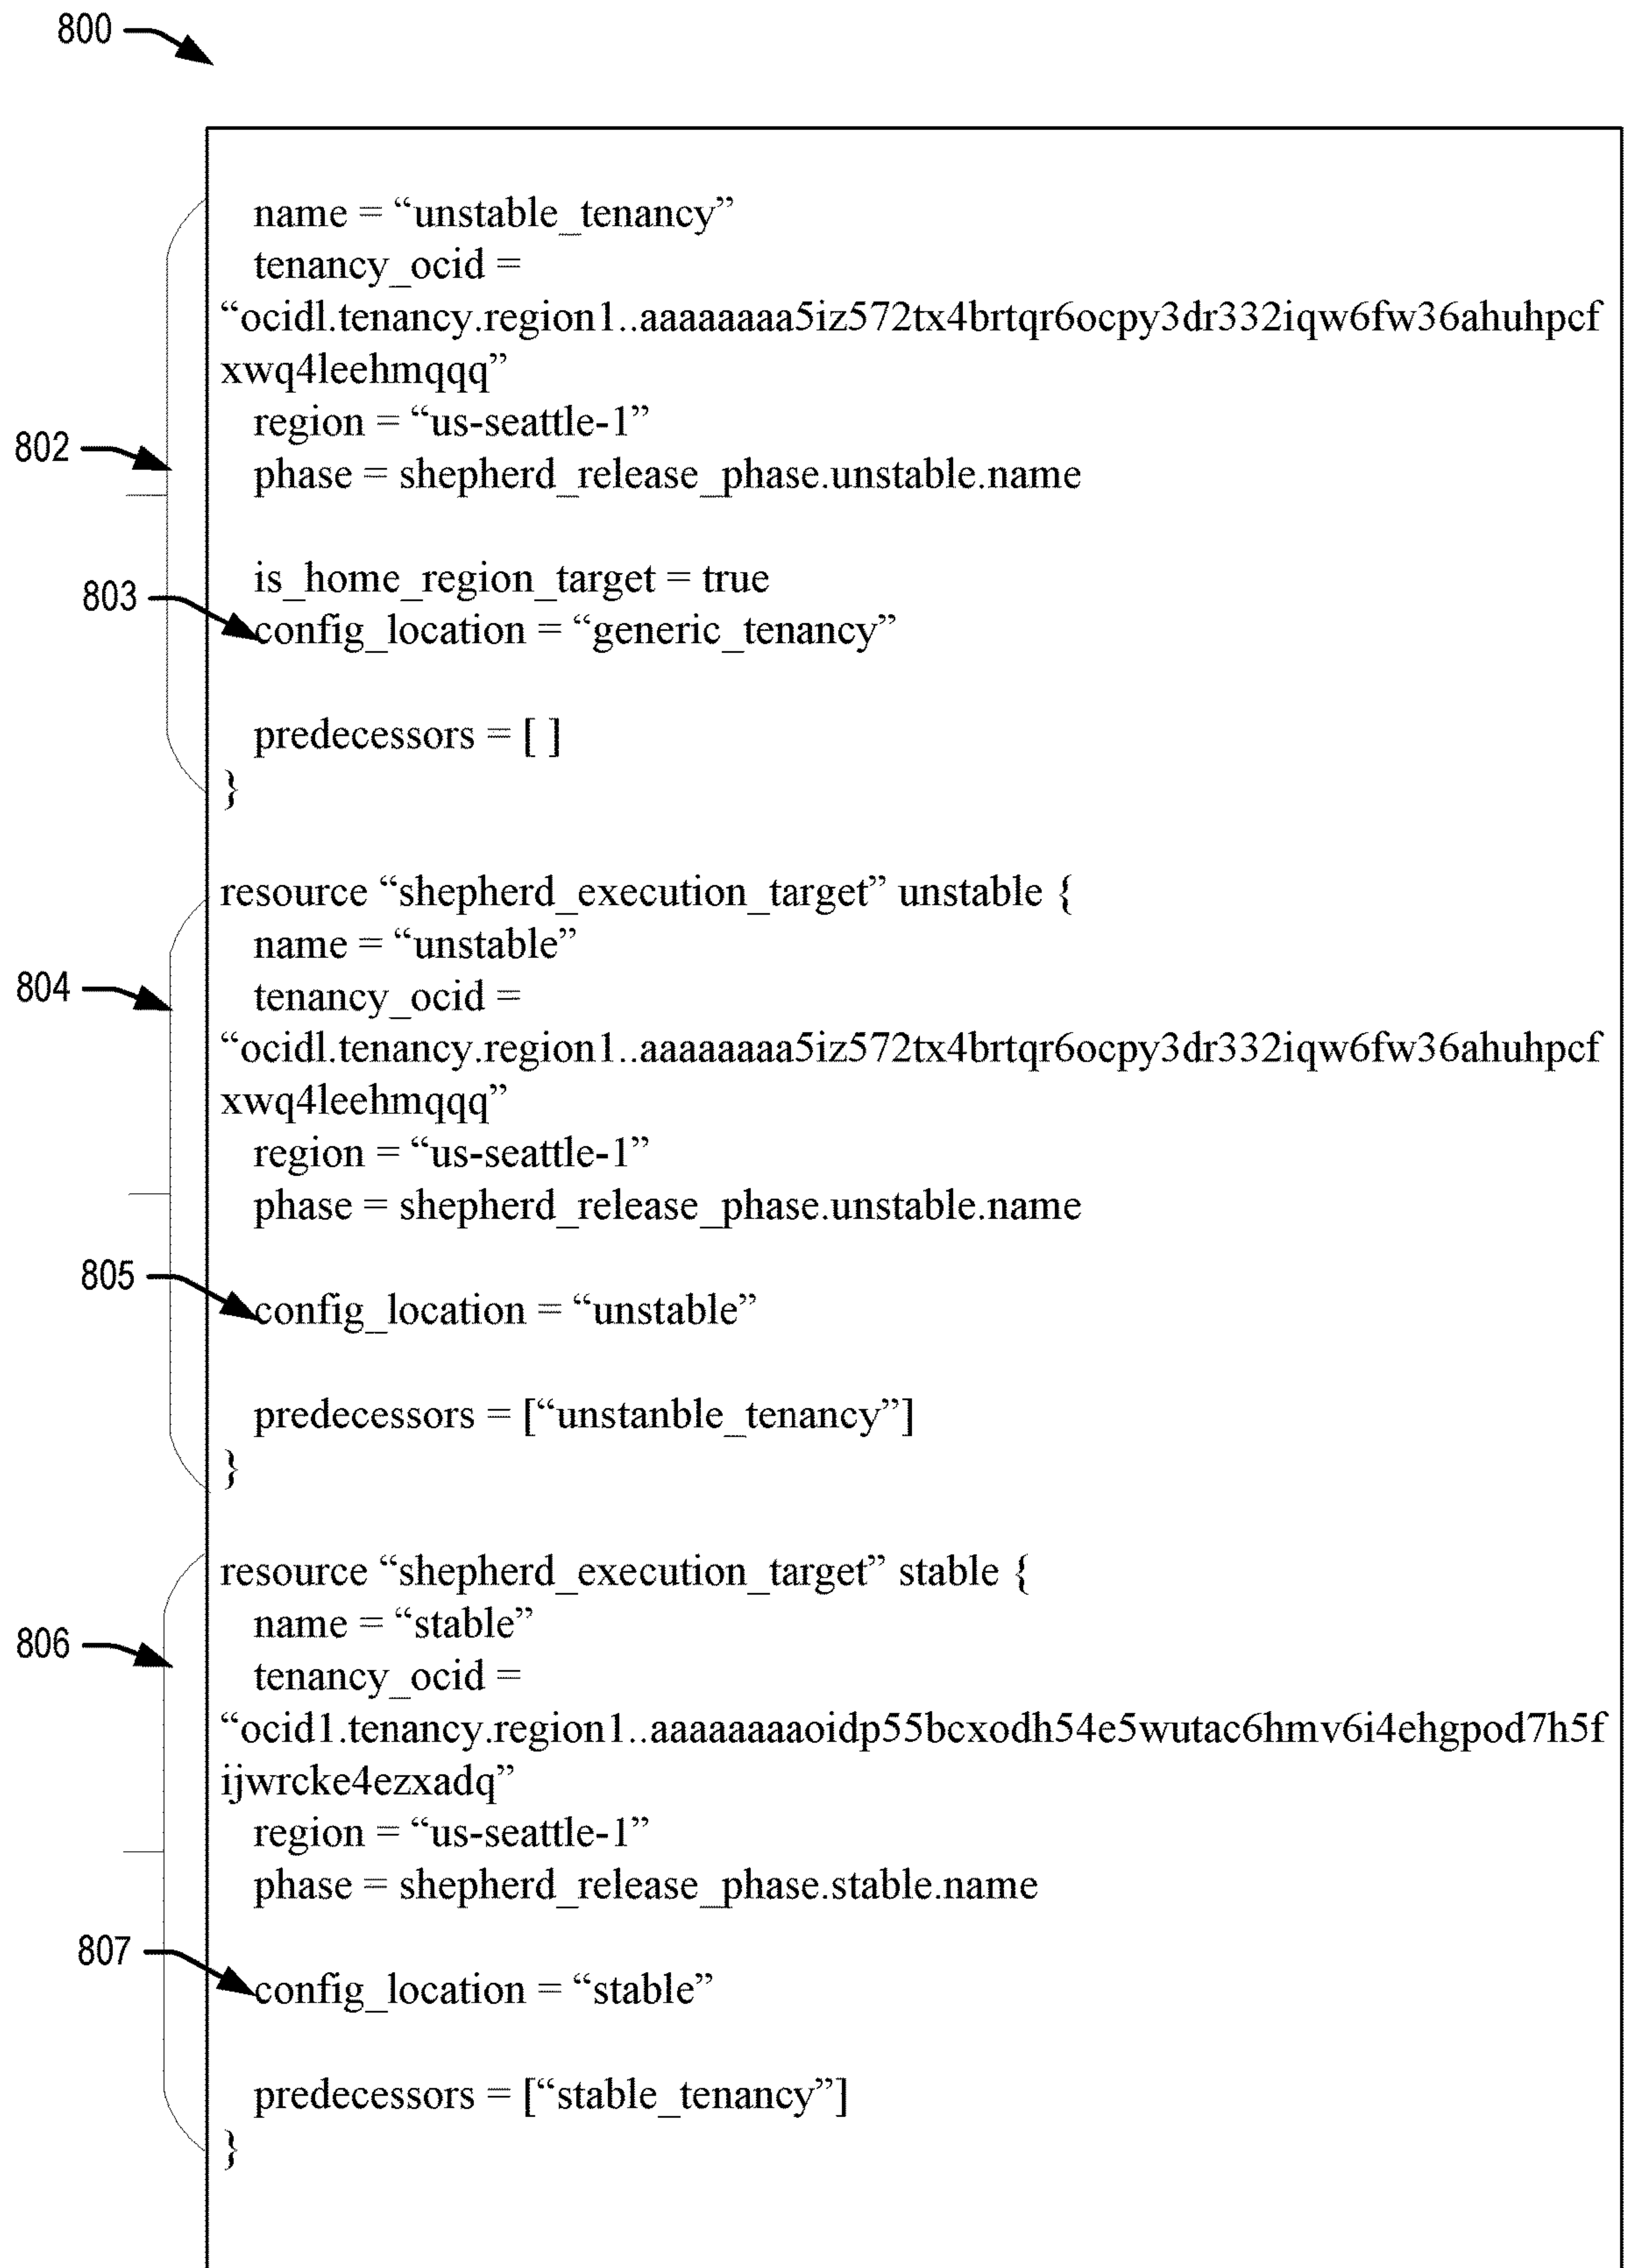 800
name = “unstable_tenancy”
tenancy_ocid =
“ocidl.tenancy.region1..aaaaaaaa5iz572tx4brtqr6ocpy3dr332iqw6fw36ahuhpcf
xwq4leehmqqq”
region = “us-seattle-1”
802
phase = shepherd_release_phase.unstable.name
is_home_region_target = true
803
config_location = “generic_tenancy”
predecessors = [ ]
}
resource “shepherd_execution_target” unstable {
name = “unstable”
804
tenancy_ocid =
“ocidl.tenancy.region1..aaaaaaaa5iz572tx4brtqr6ocpy3dr332iqw6fw36ahuhpcf
xwq4leehmqqq”
region = “us-seattle-1”
phase = shepherd_release_phase.unstable.name
805
config_location = “unstable”
predecessors = [“unstanble_tenancy”]
}
resource “shepherd_execution_target” stable {
name = “stable”
806
tenancy_ocid =
“ocid1.tenancy.region1..aaaaaaaaoidp55bcxodh54e5wutac6hmv6i4ehgpod7h5f
ijwrcke4ezxadq”
region = “us-seattle-1”
phase = shepherd_release_phase.stable.name
807
config_location = “stable”
predecessors = [“stable_tenancy”]
}